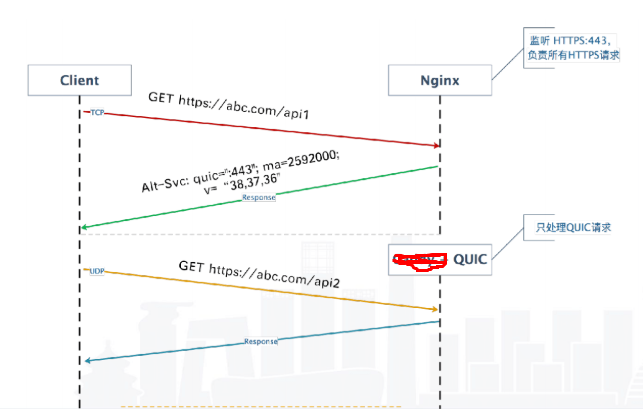 监听 HTTPS:443,
负责所有HTTPS请求
Client
Nginx
GET https://abc.com/api1
TCP
Alt-Svc: quic=":443"; ma=2592000;
v= “38,37,36”
Response
只处理QUIC请求
QUIC
UDP
GET https://abc.com/api2
Response